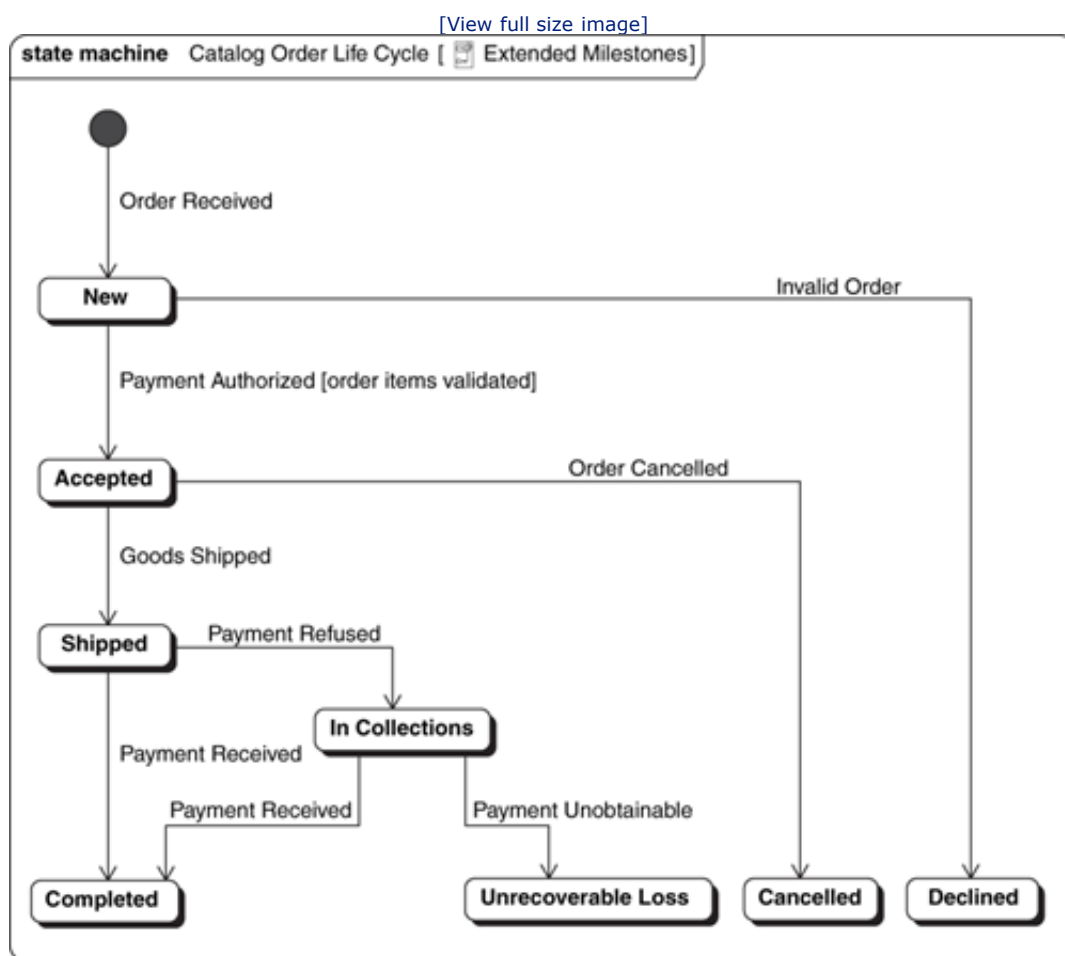 [View full size image]
state machine Catalog Order Life Cycle [ Extended Milestones]
Order Received
New
Invalid Order
Payment Authorized [order items validated]
Accepted
Order Cancelled
Goods Shipped
Shipped
Payment Refused
In Collections
Payment Received
Payment Received
Payment Unobtainable
Completed
Unrecoverable Loss
Cancelled
Declined